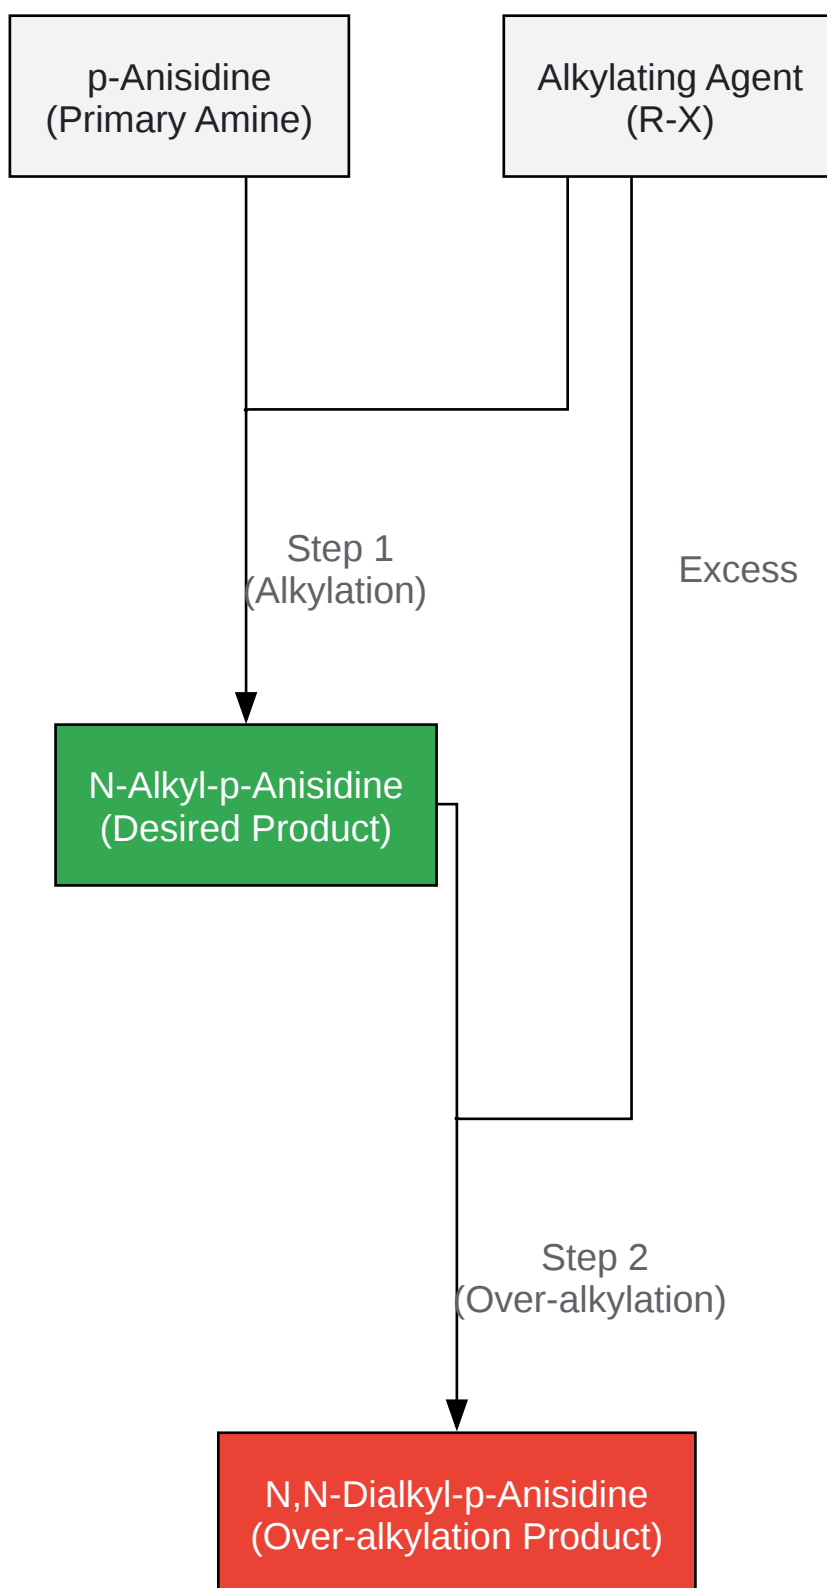 p-Anisidine
(Primary Amine)
Alkylating Agent
(R-X)
Step 1
(Alkylation)
Excess
N-Alkyl-p-Anisidine
(Desired Product)
Step 2
(Over-alkylation)
N,N-Dialkyl-p-Anisidine
(Over-alkylation Product)